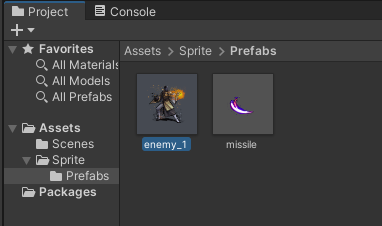 Project
Console
Favorites
All Materials
All Models
All Prefabs
Assets
Scenes
Sprite
Prefabs
Packages
Assets > Sprite > Prefabs
enemy_1
missile